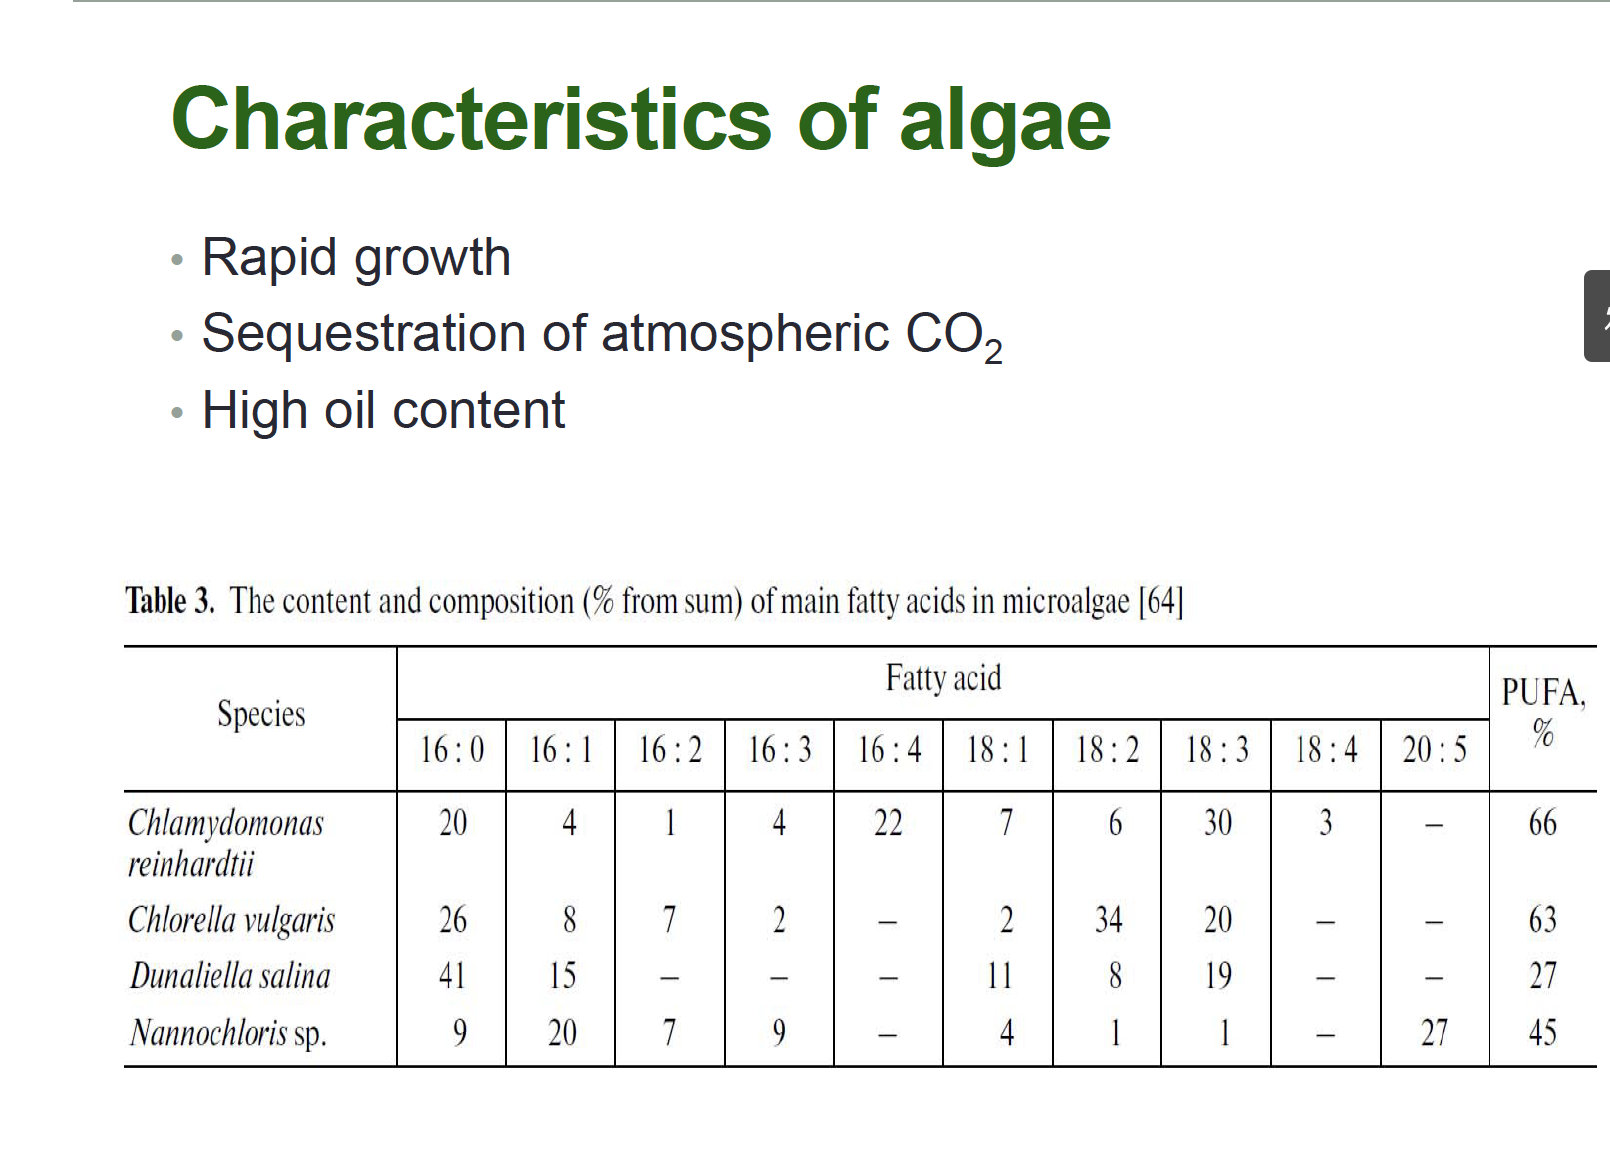 Characteristics of algae
• Rapid growth
• Sequestration of atmospheric CO₂
• High oil content
Table 3. The content and composition (% from sum) of main fatty acids in microalgae [64]
Species Fatty acid PUFA, %
16 : 0 16 : 1 16 : 2 16 : 3 16 : 4 18 : 1 18 : 2 18 : 3 18 : 4 20 : 5
Chlamydomonas 20 4 1 4 22 7 6 30 3 – 66
reinhardtii
Chlorella vulgaris 26 8 7 2 – 2 34 20 – – 63
Dunaliella salina 41 15 – – – 11 8 19 – – 27
Nannochloris sp. 9 20 7 9 – 4 1 1 – 27 45